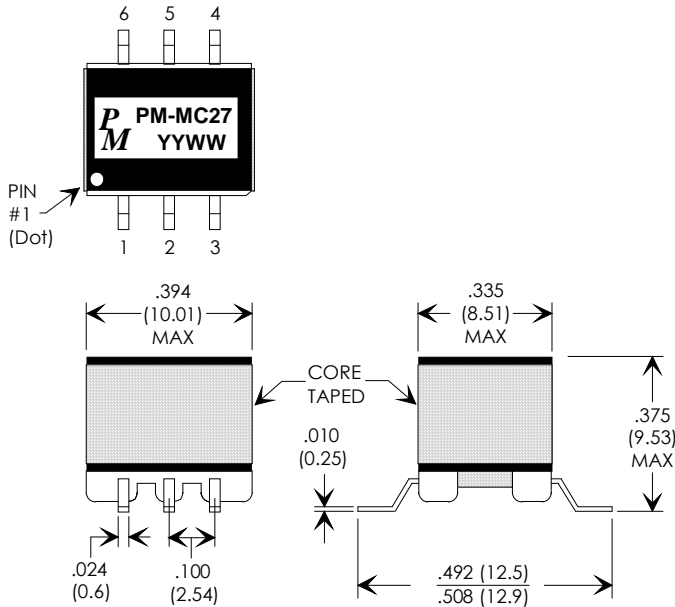 6 5 4
P PM-MC27
M YYWW
PIN
#1
(Dot)
1 2 3
.394
(10.01)
MAX
.335
(8.51)
MAX
CORE
TAPED
.010
(0.25)
.375
(9.53)
MAX
.024
(0.6)
.100
(2.54)
.492 (12.5)
.508 (12.9)